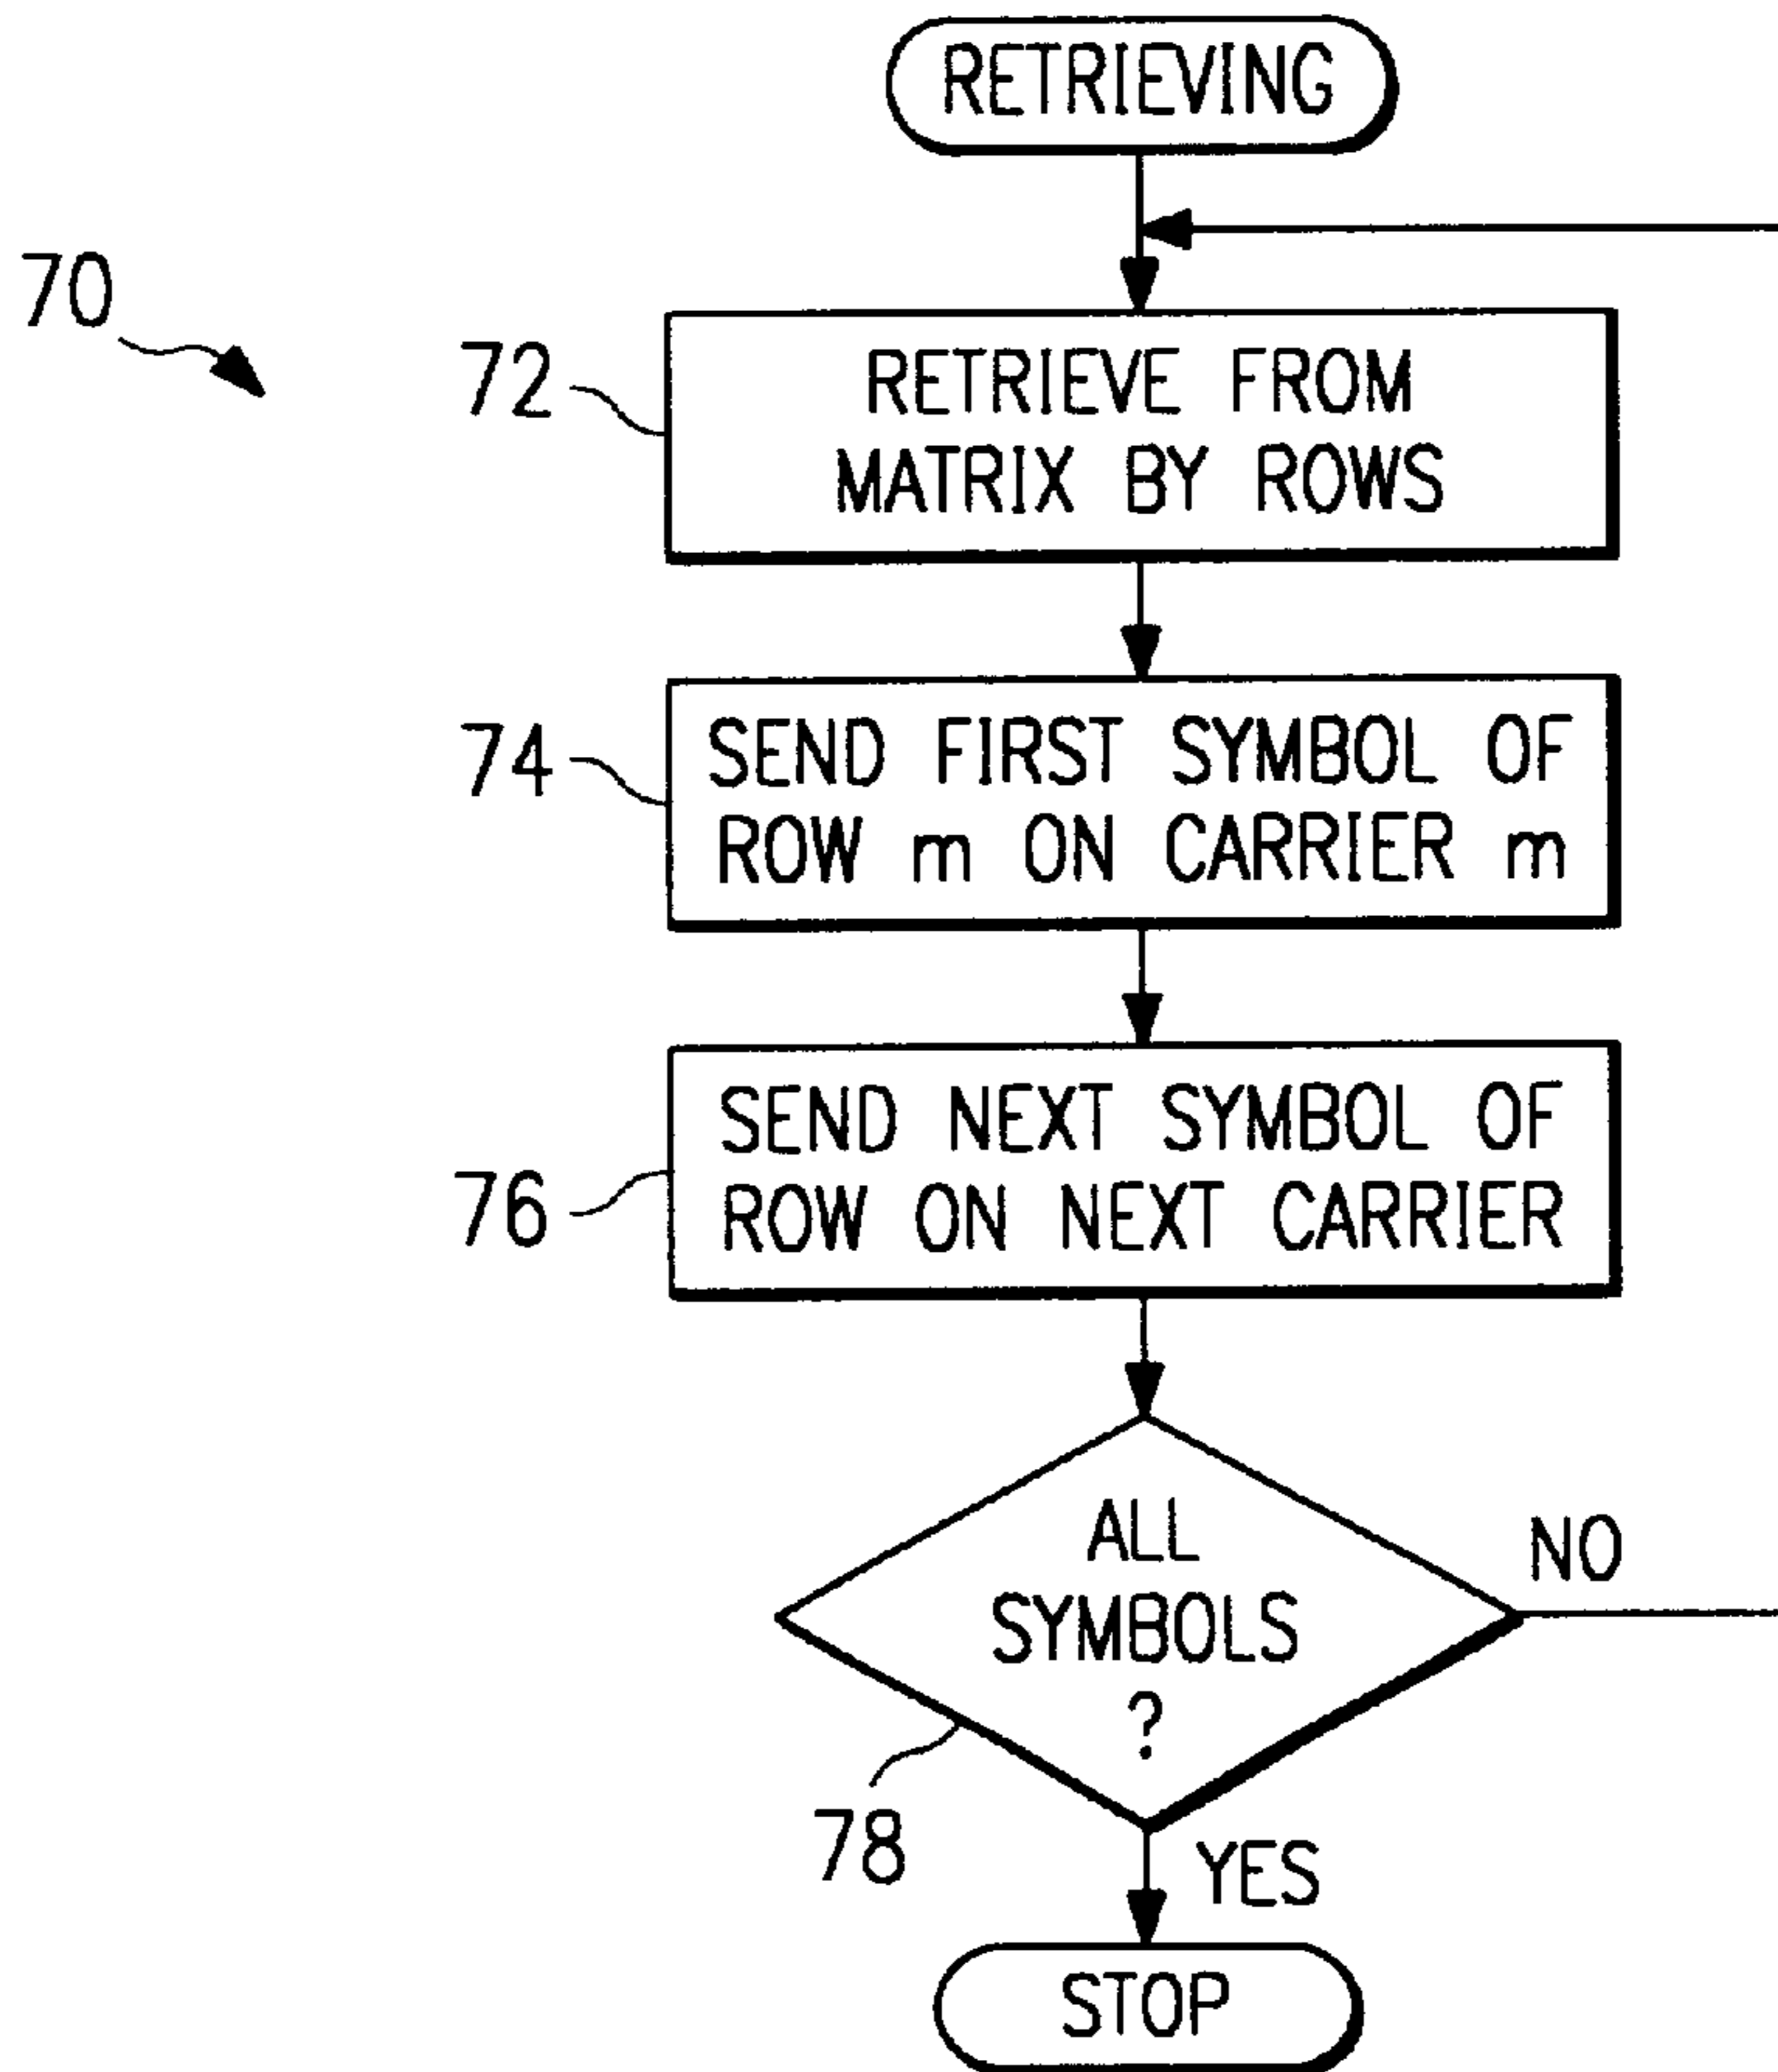 RETRIEVING
70
72
RETRIEVE FROM
MATRIX BY ROWS
74
SEND FIRST SYMBOL OF
ROW m ON CARRIER m
76
SEND NEXT SYMBOL OF
ROW ON NEXT CARRIER
ALL
SYMBOLS
?
NO
78
YES
STOP